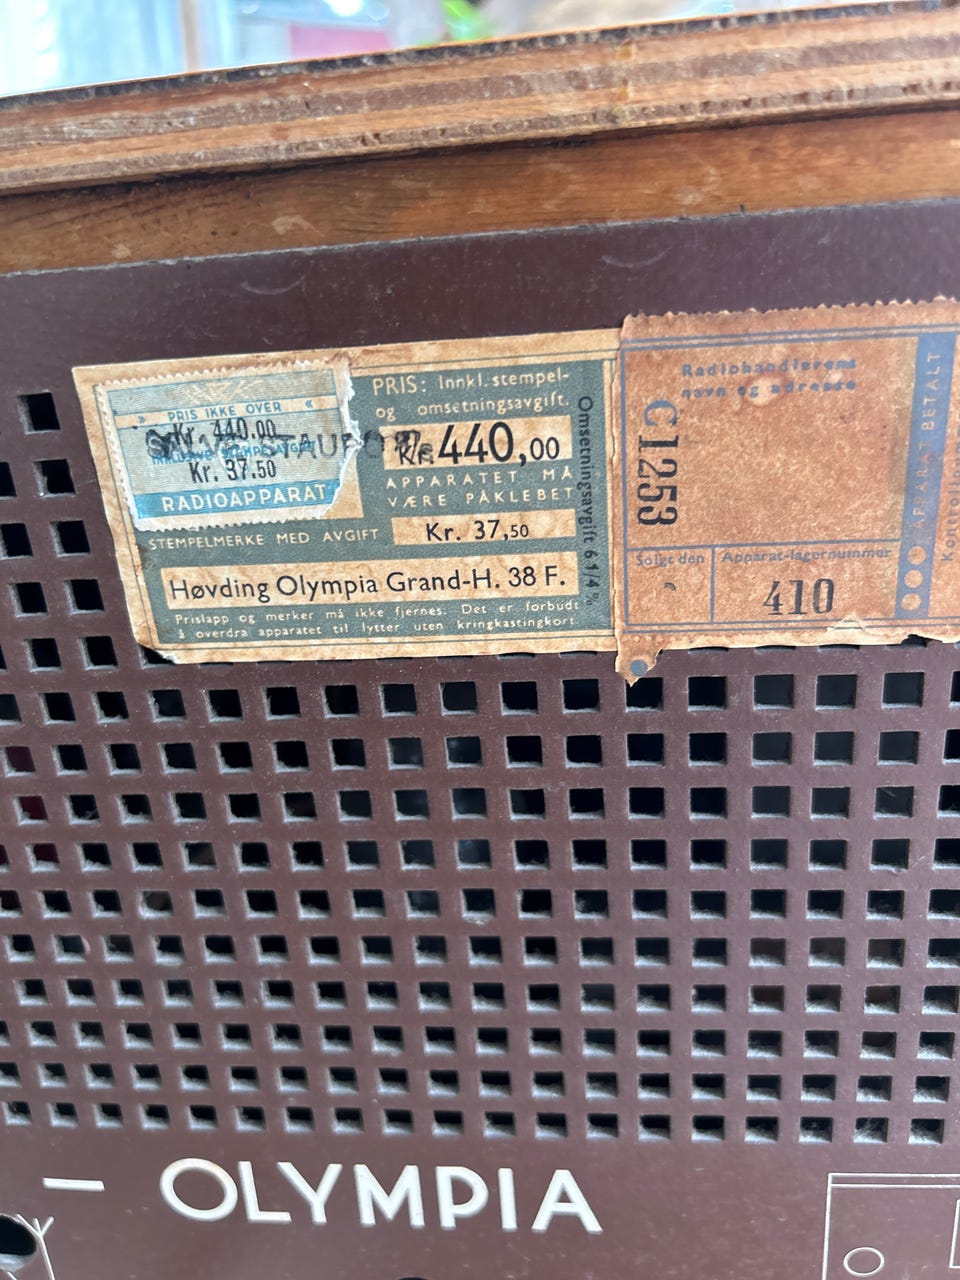 » PRIS IKKE OVER «
Kr. 440.00
Kr. 37.50
RADIOAPPARAT
PRIS: Innkl. stempel-
og omsetningsavgift.
Kr 440,00
APPARATET MÅ
VÆRE PÅKLEBET
STEMPELMERKE MED AVGIFT
Kr. 37,50
Høvding Olympia Grand-H. 38 F.
Prislapp og merker må ikke fjernes. Det er forbudt
å overdra apparatet til lytter uten kringkastingkort.
Omsetningsavgift 6 1/4 %
Radiohandlerens
navn og adresse
C1253
Solgt den
Apparat-lagernummer
410
APPARAT BETALT
— OLYMPIA